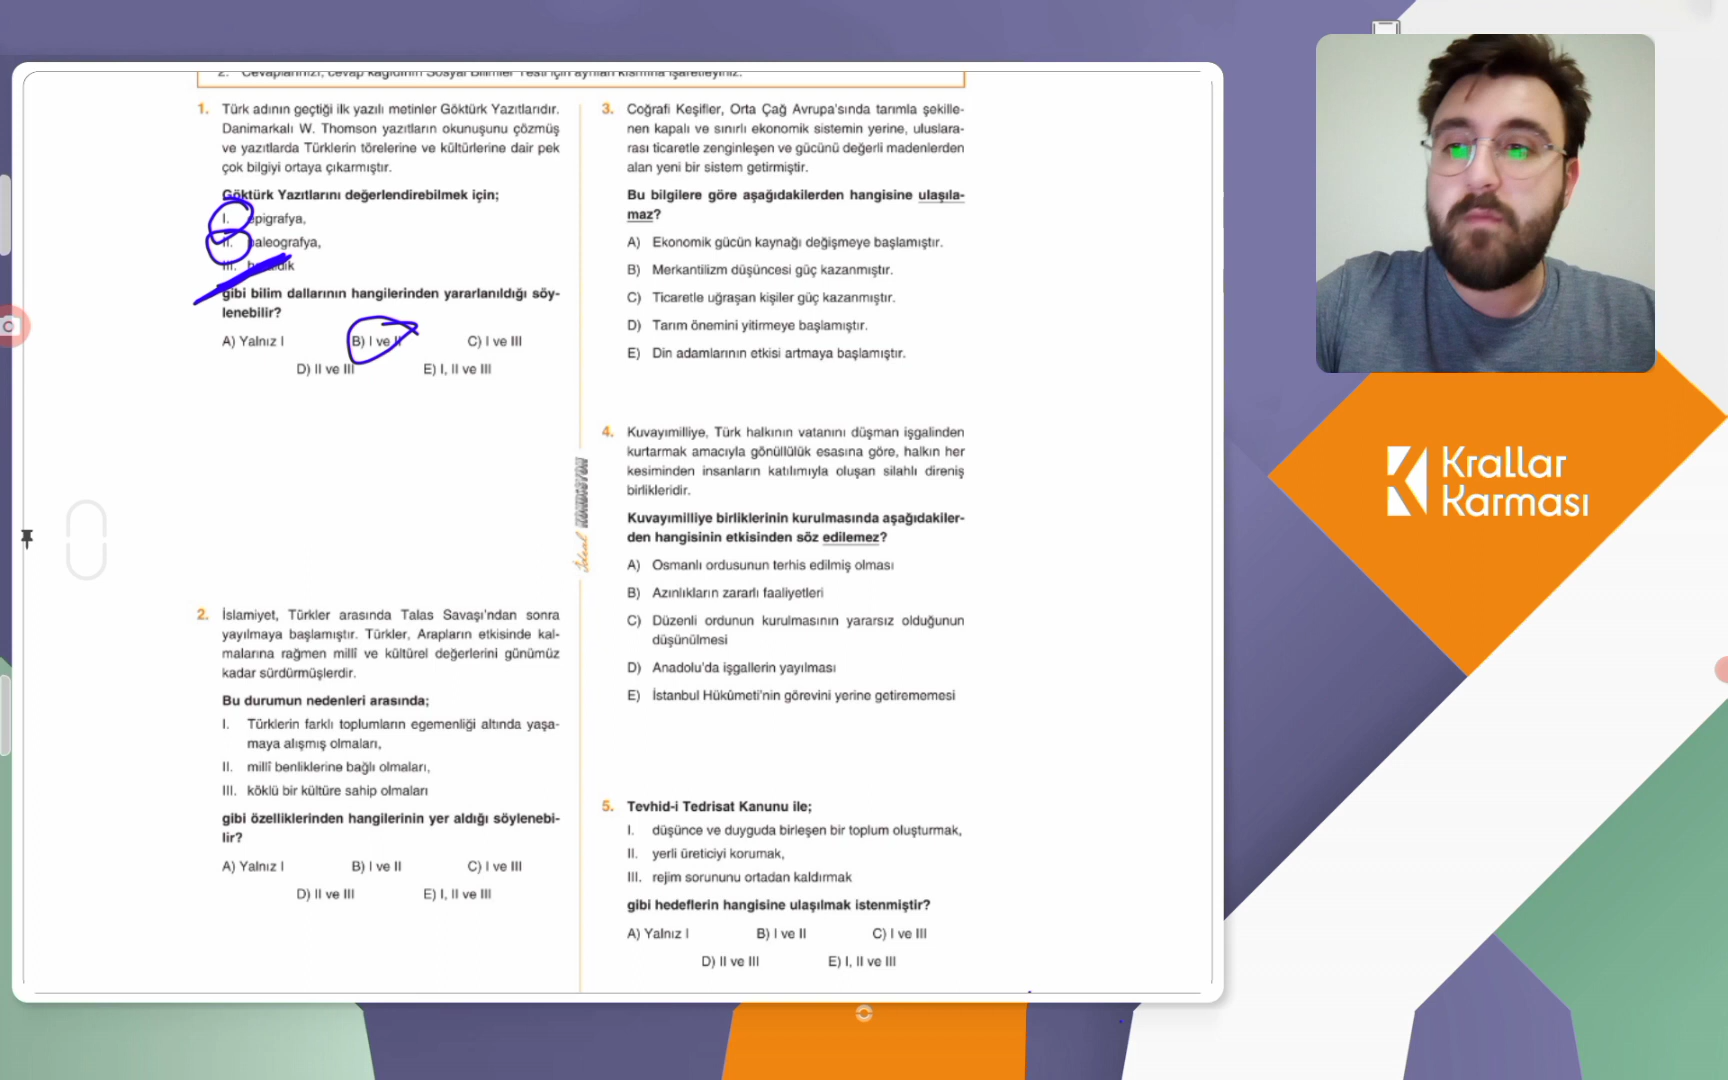 2. Cevaplarınızı, cevap kâğıdının Sosyal Bilimler Testi için ayrılan kısmına işaretleyiniz.
1. Türk adının geçtiği ilk yazılı metinler Göktürk Yazıtlarıdır.
Danimarkalı W. Thomson yazıtların okunuşunu çözmüş
ve yazıtlarda Türklerin törelerine ve kültürlerine dair pek
çok bilgiyi ortaya çıkarmıştır.
Göktürk Yazıtlarını değerlendirebilmek için;
I. epigrafya,
II. paleografya,
III. heraldik
gibi bilim dallarının hangilerinden yararlanıldığı söy-
lenebilir?
A) Yalnız I B) I ve II C) I ve III
D) II ve III E) I, II ve III
2. İslamiyet, Türkler arasında Talas Savaşı'ndan sonra
yayılmaya başlamıştır. Türkler, Arapların etkisinde kal-
malarına rağmen millî ve kültürel değerlerini günümüz
kadar sürdürmüşlerdir.
Bu durumun nedenleri arasında;
I. Türklerin farklı toplumların egemenliği altında yaşa-
maya alışmış olmaları,
II. millî benliklerine bağlı olmaları,
III. köklü bir kültüre sahip olmaları
gibi özelliklerinden hangilerinin yer aldığı söylenebi-
lir?
A) Yalnız I B) I ve II C) I ve III
D) II ve III E) I, II ve III
3. Coğrafi Keşifler, Orta Çağ Avrupa'sında tarımla şekille-
nen kapalı ve sınırlı ekonomik sistemin yerine, uluslara-
rası ticaretle zenginleşen ve gücünü değerli madenlerden
alan yeni bir sistem getirmiştir.
Bu bilgilere göre aşağıdakilerden hangisine ulaşıla-
maz?
A) Ekonomik gücün kaynağı değişmeye başlamıştır.
B) Merkantilizm düşüncesi güç kazanmıştır.
C) Ticaretle uğraşan kişiler güç kazanmıştır.
D) Tarım önemini yitirmeye başlamıştır.
E) Din adamlarının etkisi artmaya başlamıştır.
4. Kuvayımilliye, Türk halkının vatanını düşman işgalinden
kurtarmak amacıyla gönüllülük esasına göre, halkın her
kesiminden insanların katılımıyla oluşan silahlı direniş
birlikleridir.
Kuvayımilliye birliklerinin kurulmasında aşağıdakiler-
den hangisinin etkisinden söz edilemez?
A) Osmanlı ordusunun terhis edilmiş olması
B) Azınlıkların zararlı faaliyetleri
C) Düzenli ordunun kurulmasının yararsız olduğunun
düşünülmesi
D) Anadolu'da işgallerin yayılması
E) İstanbul Hükûmeti'nin görevini yerine getirememesi
5. Tevhid-i Tedrisat Kanunu ile;
I. düşünce ve duyguda birleşen bir toplum oluşturmak,
II. yerli üreticiyi korumak,
III. rejim sorununu ortadan kaldırmak
gibi hedeflerin hangisine ulaşılmak istenmiştir?
A) Yalnız I B) I ve II C) I ve III
D) II ve III E) I, II ve III
İdeal
Krallar
Karması